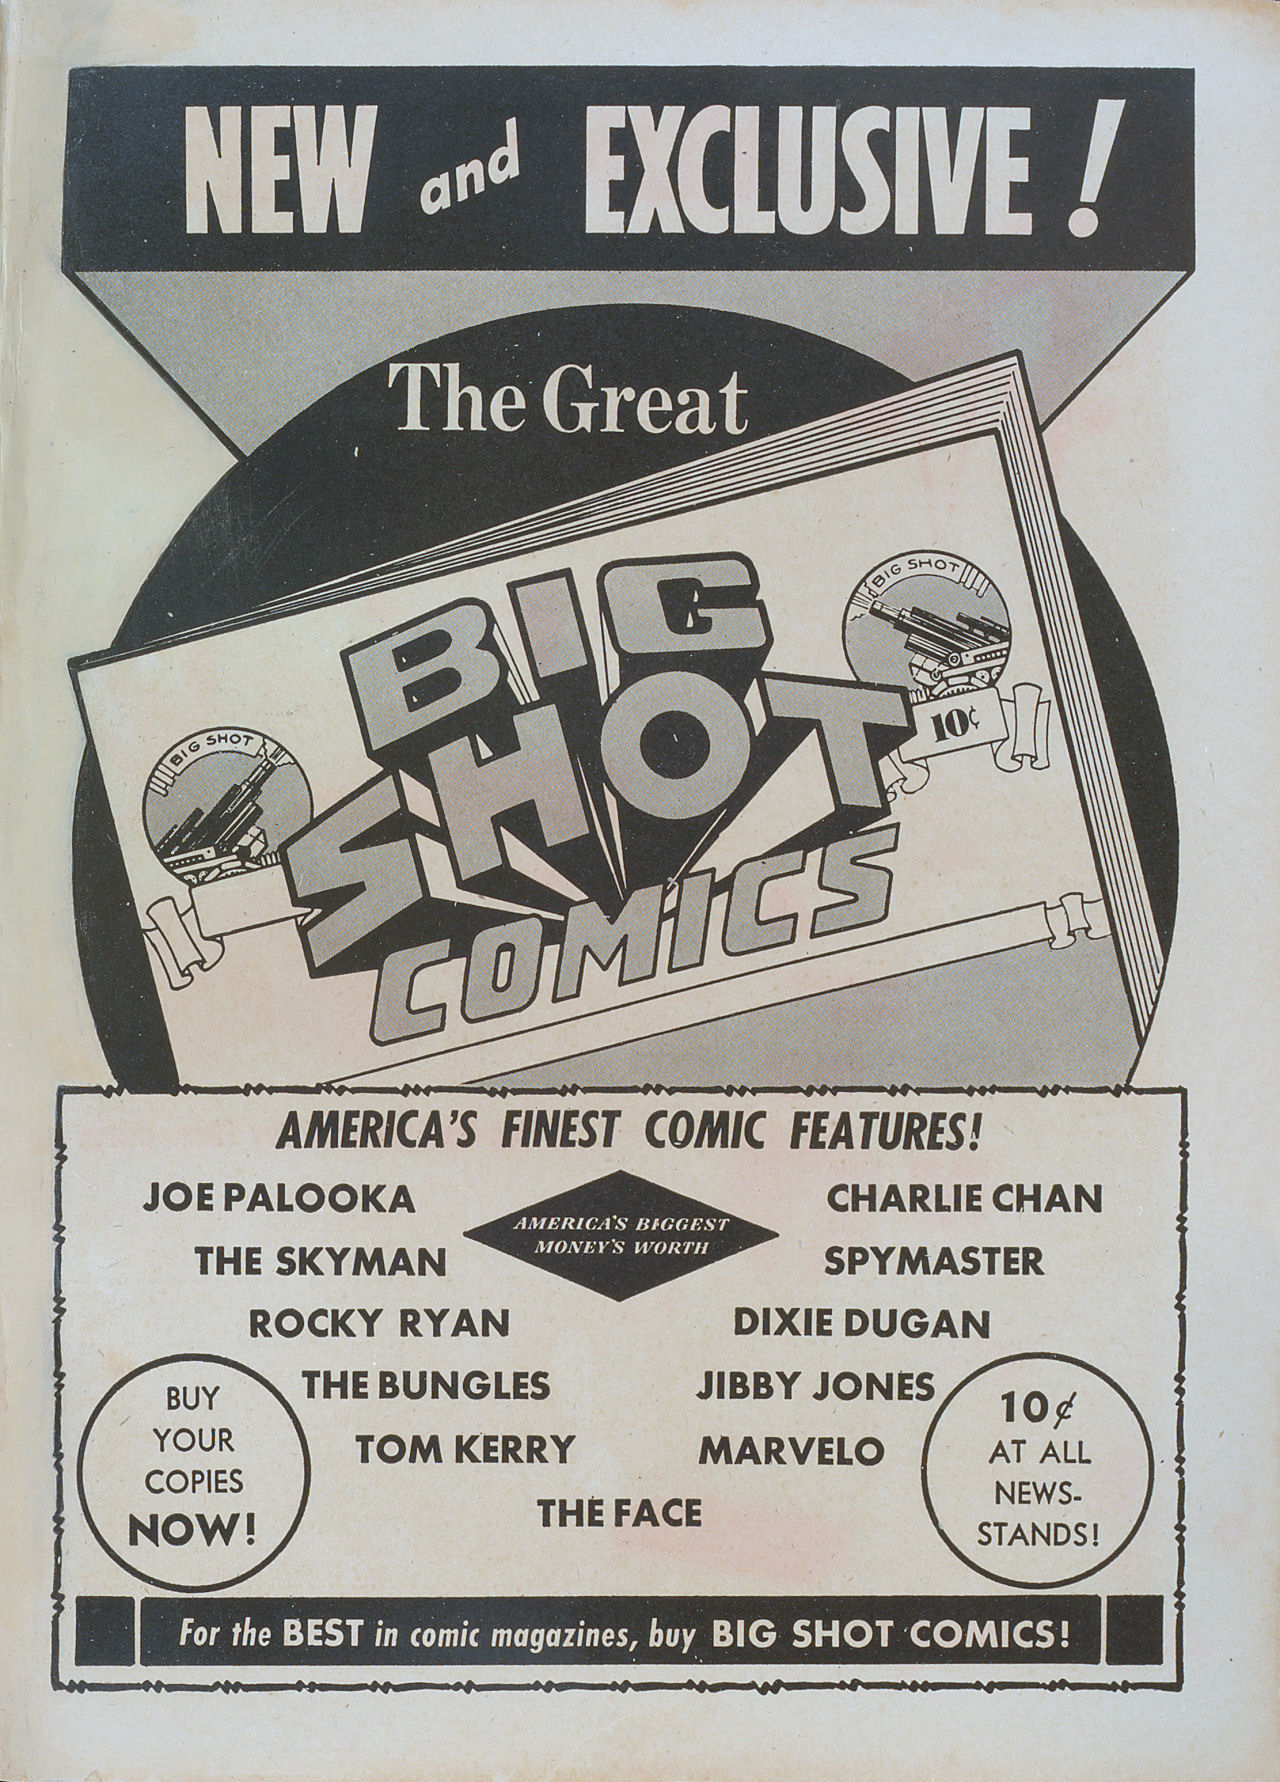 NEW and EXCLUSIVE!
The Great
BIG
SHOT
COMICS
BIG SHOT
10¢
BIG SHOT
AMERICA'S FINEST COMIC FEATURES!
JOE PALOOKA
CHARLIE CHAN
AMERICA'S BIGGEST
MONEY'S WORTH
THE SKYMAN
SPYMASTER
ROCKY RYAN
DIXIE DUGAN
THE BUNGLES
JIBBY JONES
TOM KERRY
MARVELO
THE FACE
BUY
YOUR
COPIES
NOW!
10¢
AT ALL
NEWS-
STANDS!
For the BEST in comic magazines, buy BIG SHOT COMICS!